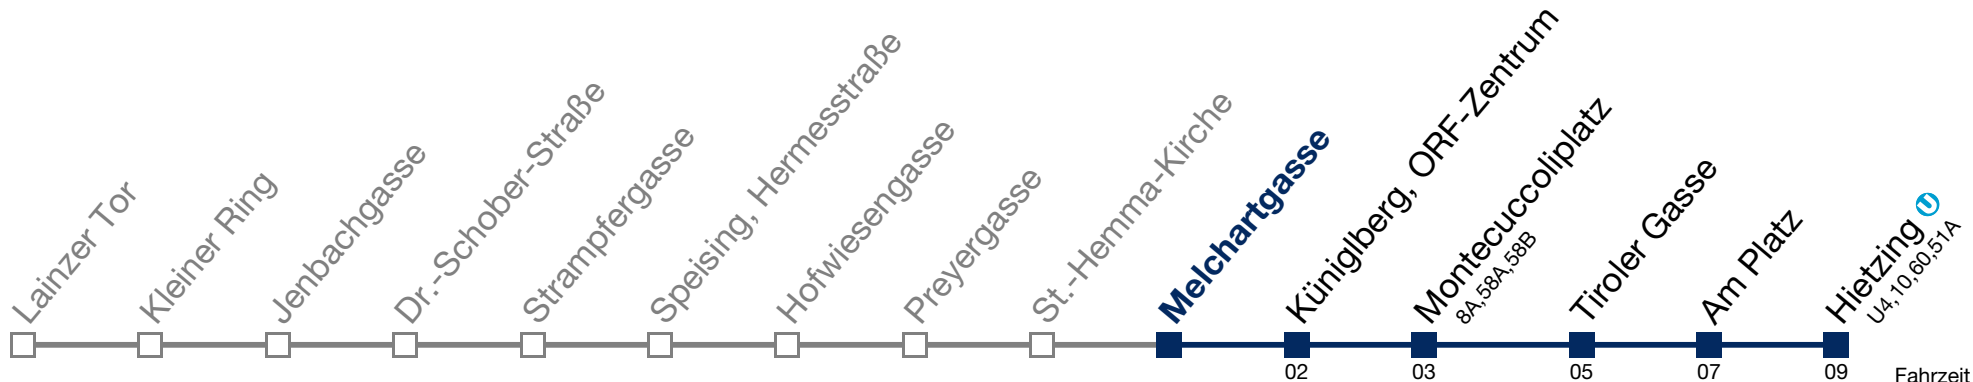 Lainzer Tor
Kleiner Ring
Jenbachgasse
Dr.-Schober-Straße
Strampfergasse
Speising, Hermesstraße
Hofwiesengasse
Preyergasse
St.-Hemma-Kirche
Melchartgasse
Küniglberg, ORF-Zentrum
Montecuccoliplatz
8A,58A,58B
Tiroler Gasse
Am Platz
Hietzing U
U4,10,60,51A
02 03 05 07 09 Fahrzeit